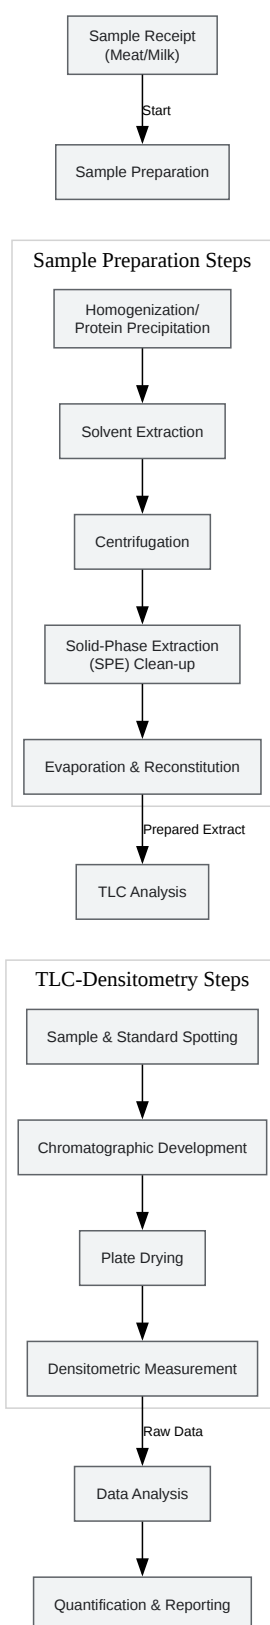 Sample Receipt
(Meat/Milk)
Start
Sample Preparation
Sample Preparation Steps
Homogenization/
Protein Precipitation
Solvent Extraction
Centrifugation
Solid-Phase Extraction
(SPE) Clean-up
Evaporation & Reconstitution
Prepared Extract
TLC Analysis
TLC-Densitometry Steps
Sample & Standard Spotting
Chromatographic Development
Plate Drying
Densitometric Measurement
Raw Data
Data Analysis
Quantification & Reporting